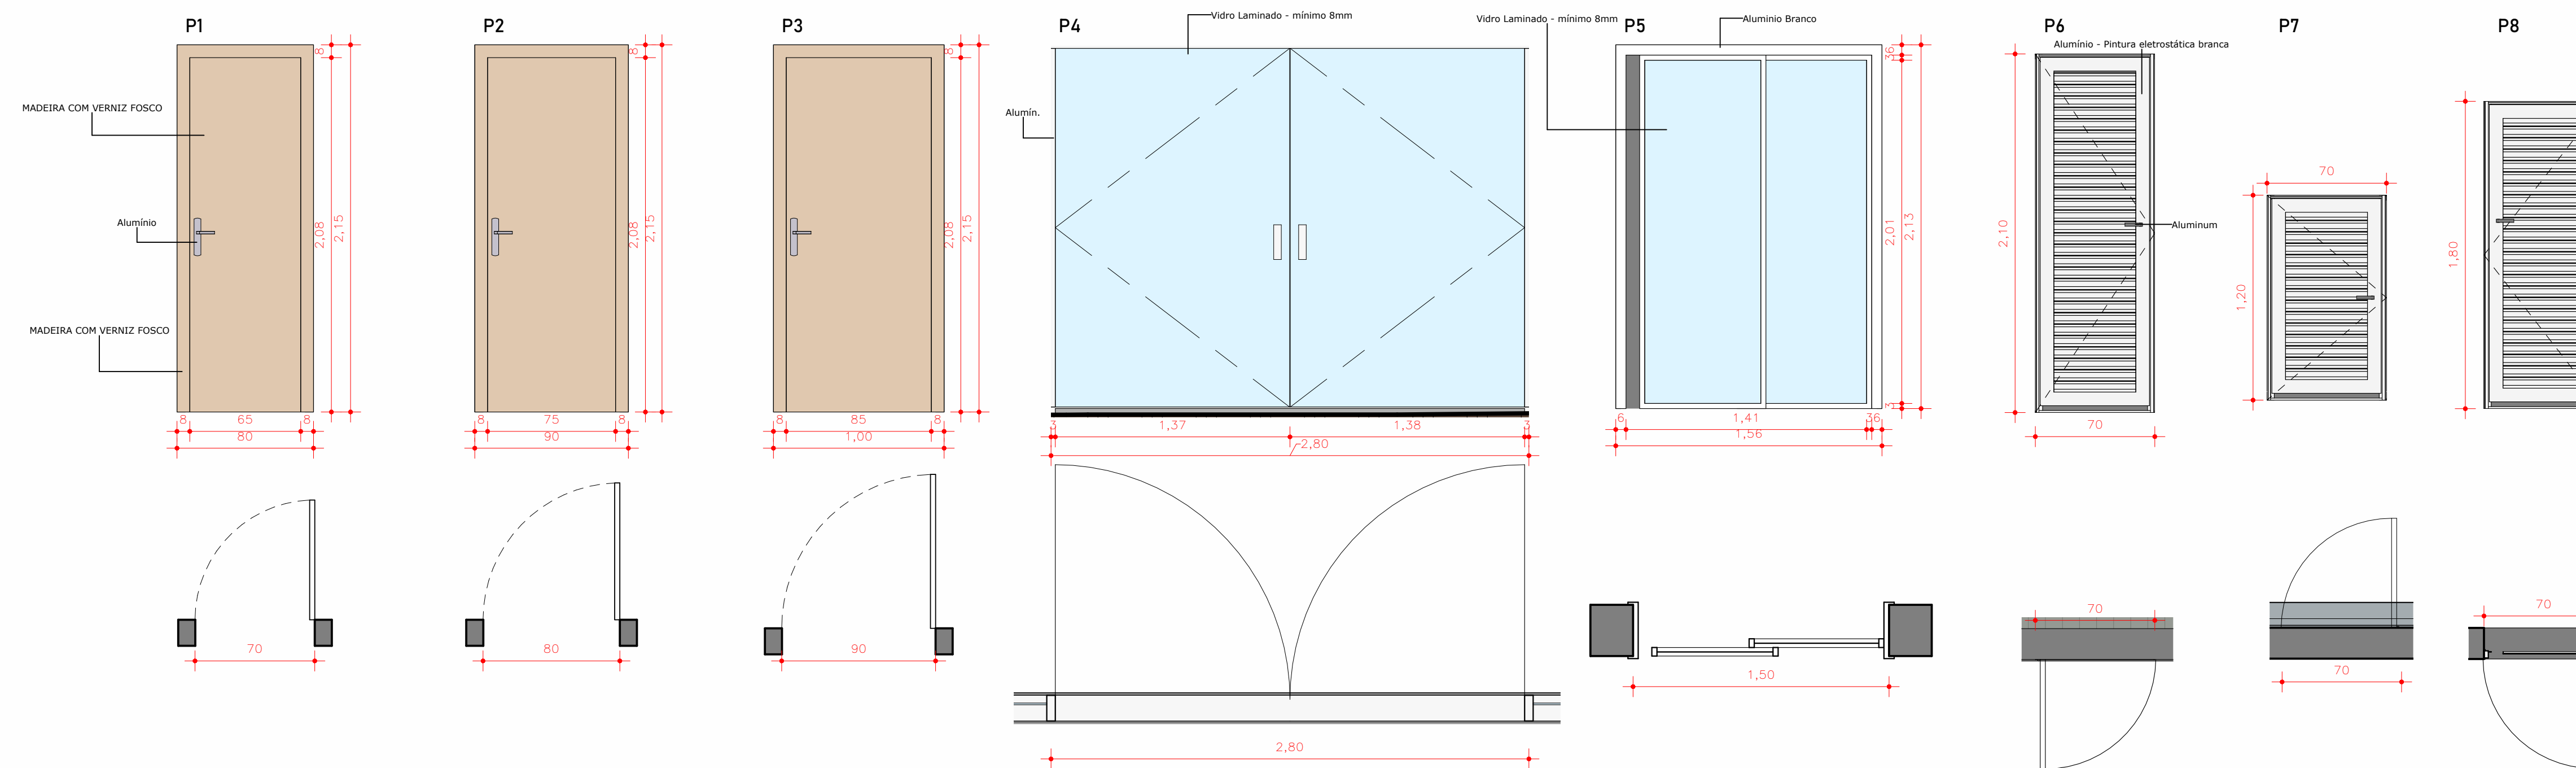 P1
P2
P3
P4
P5
P6
P7
P8
Vidro Laminado - mínimo 8mm
Vidro Laminado - mínimo 8mm
Aluminio Branco
Alumínio - Pintura eletrostática branca
MADEIRA COM VERNIZ FOSCO
Alumínio
MADEIRA COM VERNIZ FOSCO
Alumín.
Aluminum
8
2,08
2,15
8
65
8
80
70
8
2,08
2,15
8
75
8
90
80
8
2,08
2,15
8
85
8
1,00
90
3
1,37
1,38
3
2,80
2,80
36
2,01
2,13
3
6
1,41
36
1,56
1,50
2,10
70
70
70
1,20
70
1,80
70